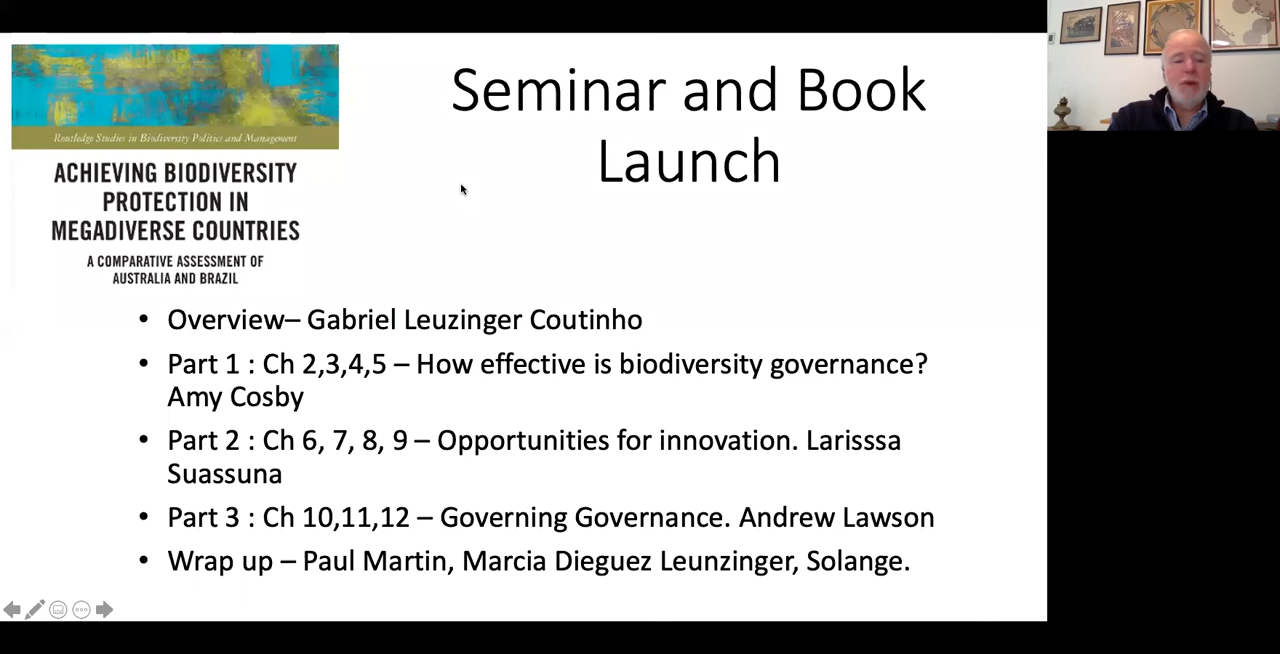 Routledge Studies in Biodiversity Politics and Management
ACHIEVING BIODIVERSITY
PROTECTION IN
MEGADIVERSE COUNTRIES
A COMPARATIVE ASSESSMENT OF
AUSTRALIA AND BRAZIL
Seminar and Book
Launch
• Overview– Gabriel Leuzinger Coutinho
• Part 1 : Ch 2,3,4,5 – How effective is biodiversity governance?
Amy Cosby
• Part 2 : Ch 6, 7, 8, 9 – Opportunities for innovation. Larisssa
Suassuna
• Part 3 : Ch 10,11,12 – Governing Governance. Andrew Lawson
• Wrap up – Paul Martin, Marcia Dieguez Leunzinger, Solange.